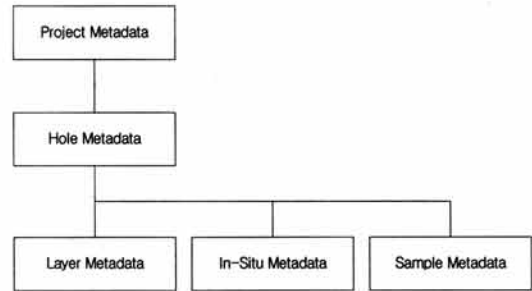 Project Metadata
Hole Metadata
Layer Metadata
In-Situ Metadata
Sample Metadata